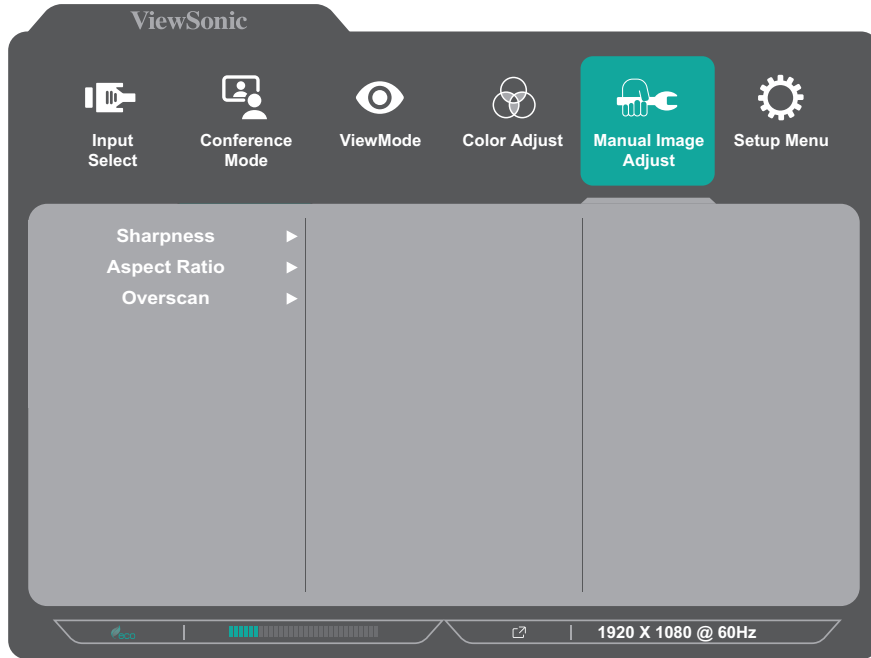 ViewSonic
Input
Select
Conference
Mode
ViewMode
Color Adjust
Manual Image
Adjust
Setup Menu
Sharpness
Aspect Ratio
Overscan
eco
1920 X 1080 @ 60Hz